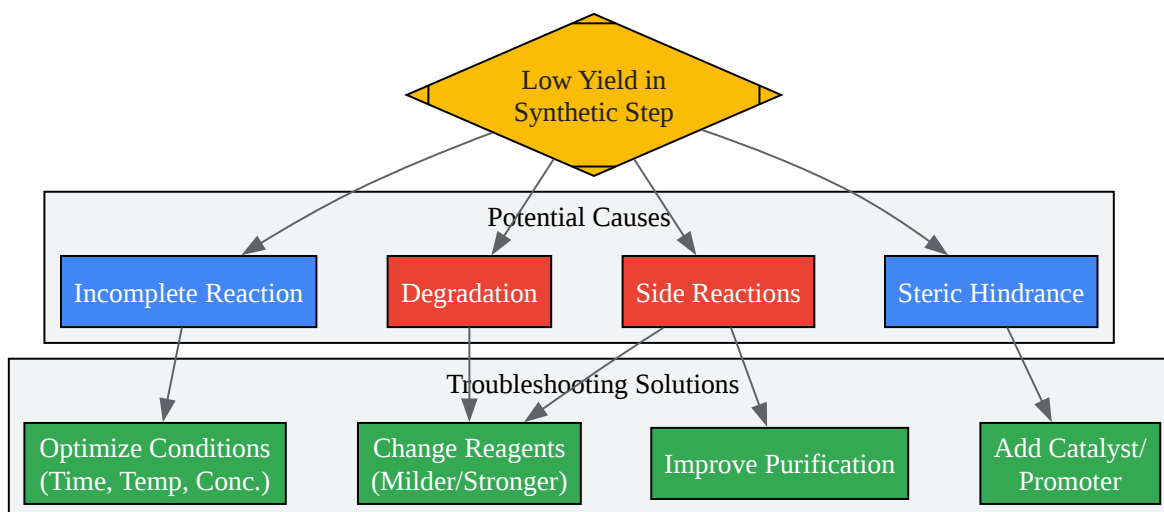 Low Yield in
Synthetic Step
Potential Causes
Incomplete Reaction
Degradation
Side Reactions
Steric Hindrance
Troubleshooting Solutions
Optimize Conditions
(Time, Temp, Conc.)
Change Reagents
(Milder/Stronger)
Improve Purification
Add Catalyst/
Promoter